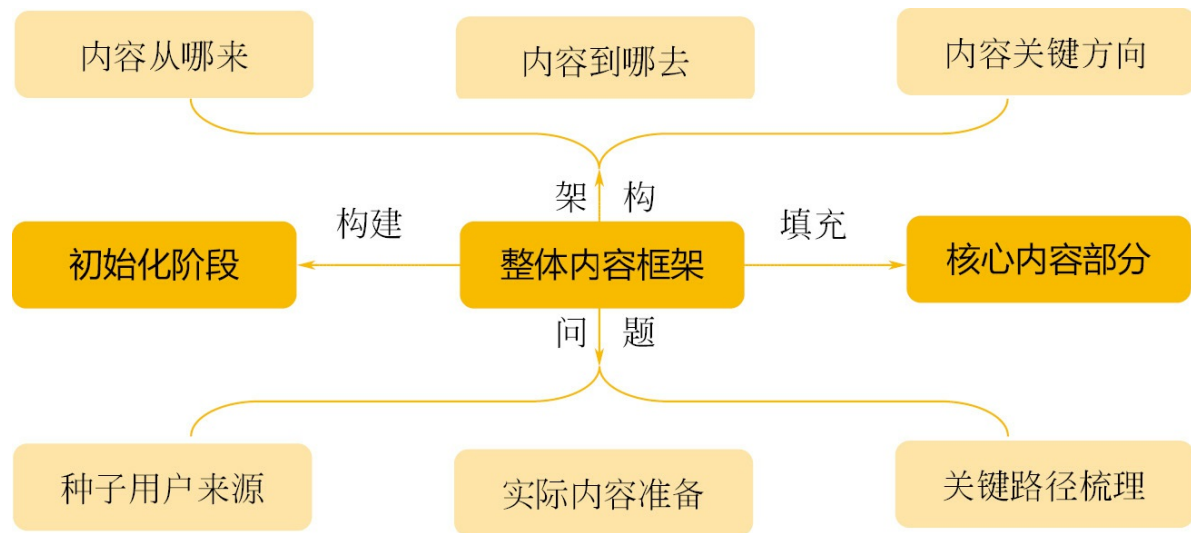 内容从哪来
内容到哪去
内容关键方向
架 构
构建
填充
初始化阶段
整体内容框架
核心内容部分
问 题
种子用户来源
实际内容准备
关键路径梳理